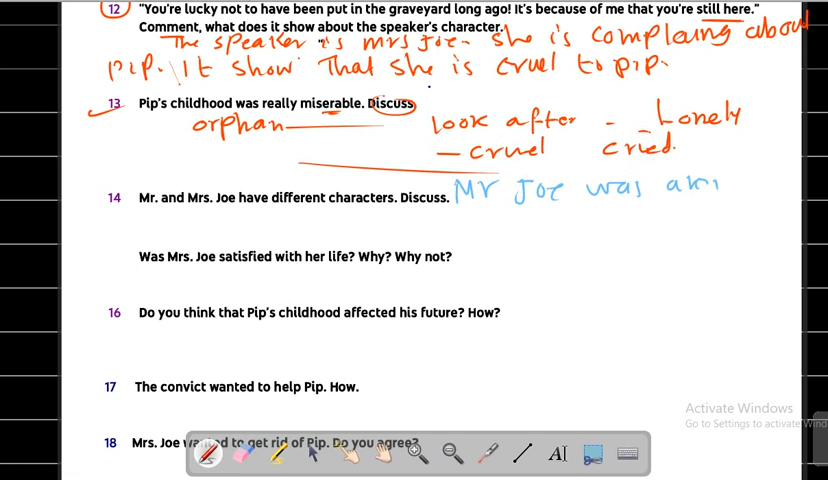 12 "You're lucky not to have been put in the graveyard long ago! It's because of me that you're still here."
Comment, what does it show about the speaker's character.
The speaker is mrs Joe. she is compleung about
pip. It show That she is cruel to pip.
13 Pip's childhood was really miserable. Discuss
orphan look after - Lonely
- cruel cried.
14 Mr. and Mrs. Joe have different characters. Discuss. Mr Joe was
Was Mrs. Joe satisfied with her life? Why? Why not?
16 Do you think that Pip's childhood affected his future? How?
17 The convict wanted to help Pip. How.
Activate Windows
Go to Settings to activate Wind
18 Mrs. Joe wanted to get rid of Pip. Do you agree?
AI